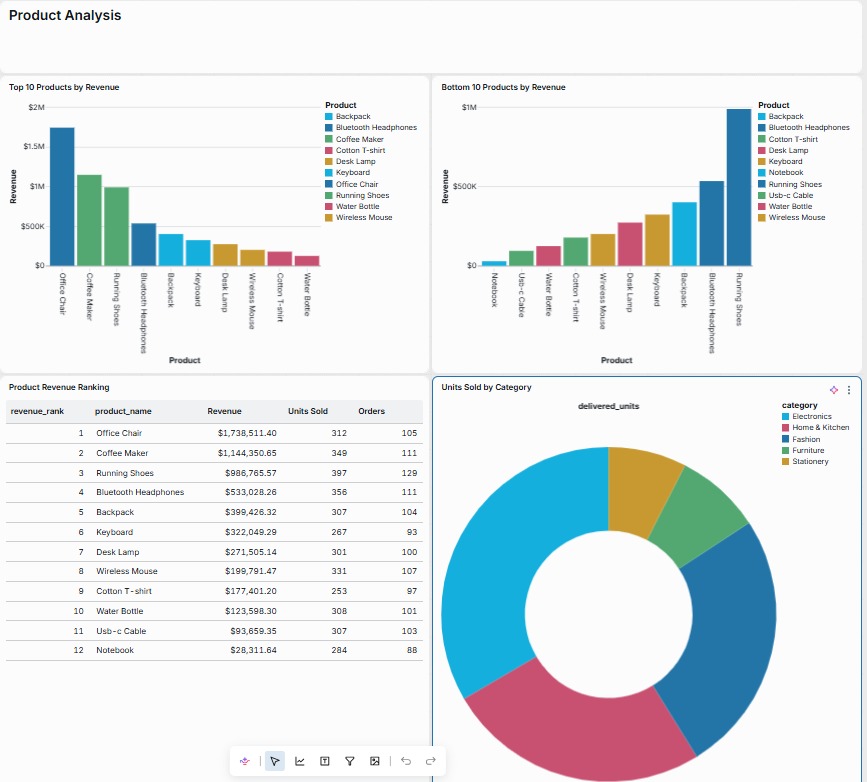 Product Analysis
Top 10 Products by Revenue
$2M
$1.5M
$1M
$500K
$0
Revenue
Office Chair
Coffee Maker
Running Shoes
Bluetooth Headphones
Backpack
Keyboard
Desk Lamp
Wireless Mouse
Cotton T-shirt
Water Bottle
Product
Product
Backpack
Bluetooth Headphones
Coffee Maker
Cotton T-shirt
Desk Lamp
Keyboard
Office Chair
Running Shoes
Water Bottle
Wireless Mouse
Bottom 10 Products by Revenue
$1M
$500K
$0
Revenue
Notebook
Usb-c Cable
Water Bottle
Cotton T-shirt
Wireless Mouse
Desk Lamp
Keyboard
Backpack
Bluetooth Headphones
Running Shoes
Product
Product
Backpack
Bluetooth Headphones
Cotton T-shirt
Desk Lamp
Keyboard
Notebook
Running Shoes
Usb-c Cable
Water Bottle
Wireless Mouse
Product Revenue Ranking
revenue_rank product_name Revenue Units Sold Orders
1 Office Chair $1,738,511.40 312 105
2 Coffee Maker $1,144,350.65 349 111
3 Running Shoes $986,765.57 397 129
4 Bluetooth Headphones $533,028.26 356 111
5 Backpack $399,426.32 307 104
6 Keyboard $322,049.29 267 93
7 Desk Lamp $271,505.14 301 100
8 Wireless Mouse $199,791.47 331 107
9 Cotton T-shirt $177,401.20 253 97
10 Water Bottle $123,598.30 308 101
11 Usb-c Cable $93,659.35 307 103
12 Notebook $28,311.64 284 88
Units Sold by Category
delivered_units
category
Electronics
Home & Kitchen
Fashion
Furniture
Stationery